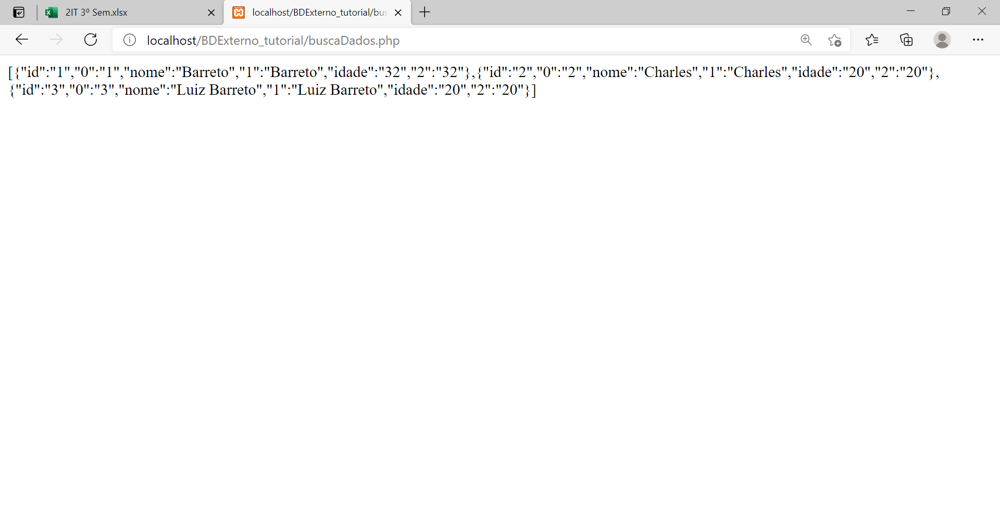 2IT 3º Sem.xlsx
localhost/BDExterno_tutorial/bus
localhost/BDExterno_tutorial/buscaDados.php
[{"id":"1","0":"1","nome":"Barreto","1":"Barreto","idade":"32","2":"32"},{"id":"2","0":"2","nome":"Charles","1":"Charles","idade":"20","2":"20"},
{"id":"3","0":"3","nome":"Luiz Barreto","1":"Luiz Barreto","idade":"20","2":"20"}]